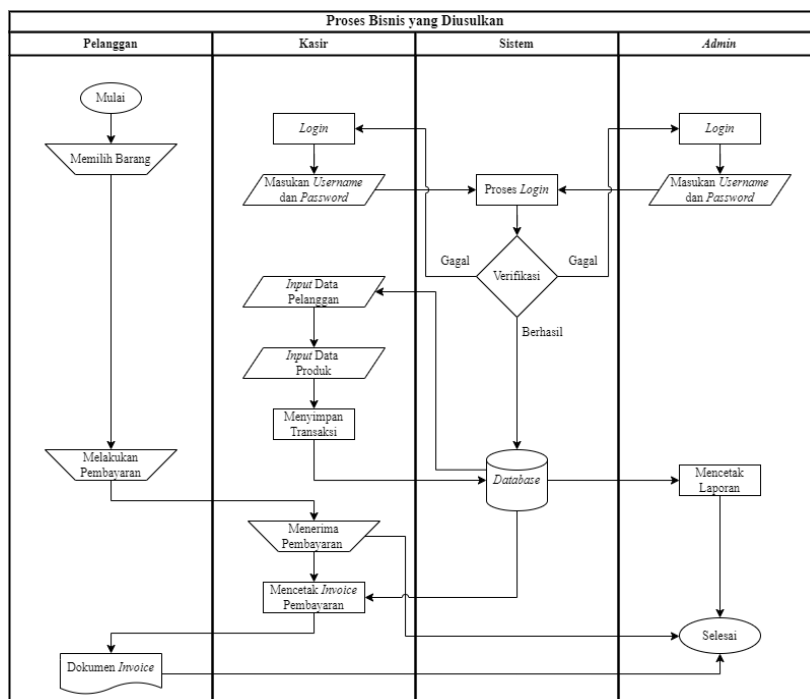 Proses Bisnis yang Diusulkan
Pelanggan
Kasir
Sistem
Admin
Mulai
Memilih Barang
Login
Login
Masukan Username
dan Password
Proses Login
Masukan Username
dan Password
Gagal
Verifikasi
Gagal
Input Data
Pelanggan
Berhasil
Input Data
Produk
Menyimpan
Transaksi
Melakukan
Pembayaran
Database
Mencetak
Laporan
Menerima
Pembayaran
Mencetak Invoice
Pembayaran
Selesai
Dokumen Invoice